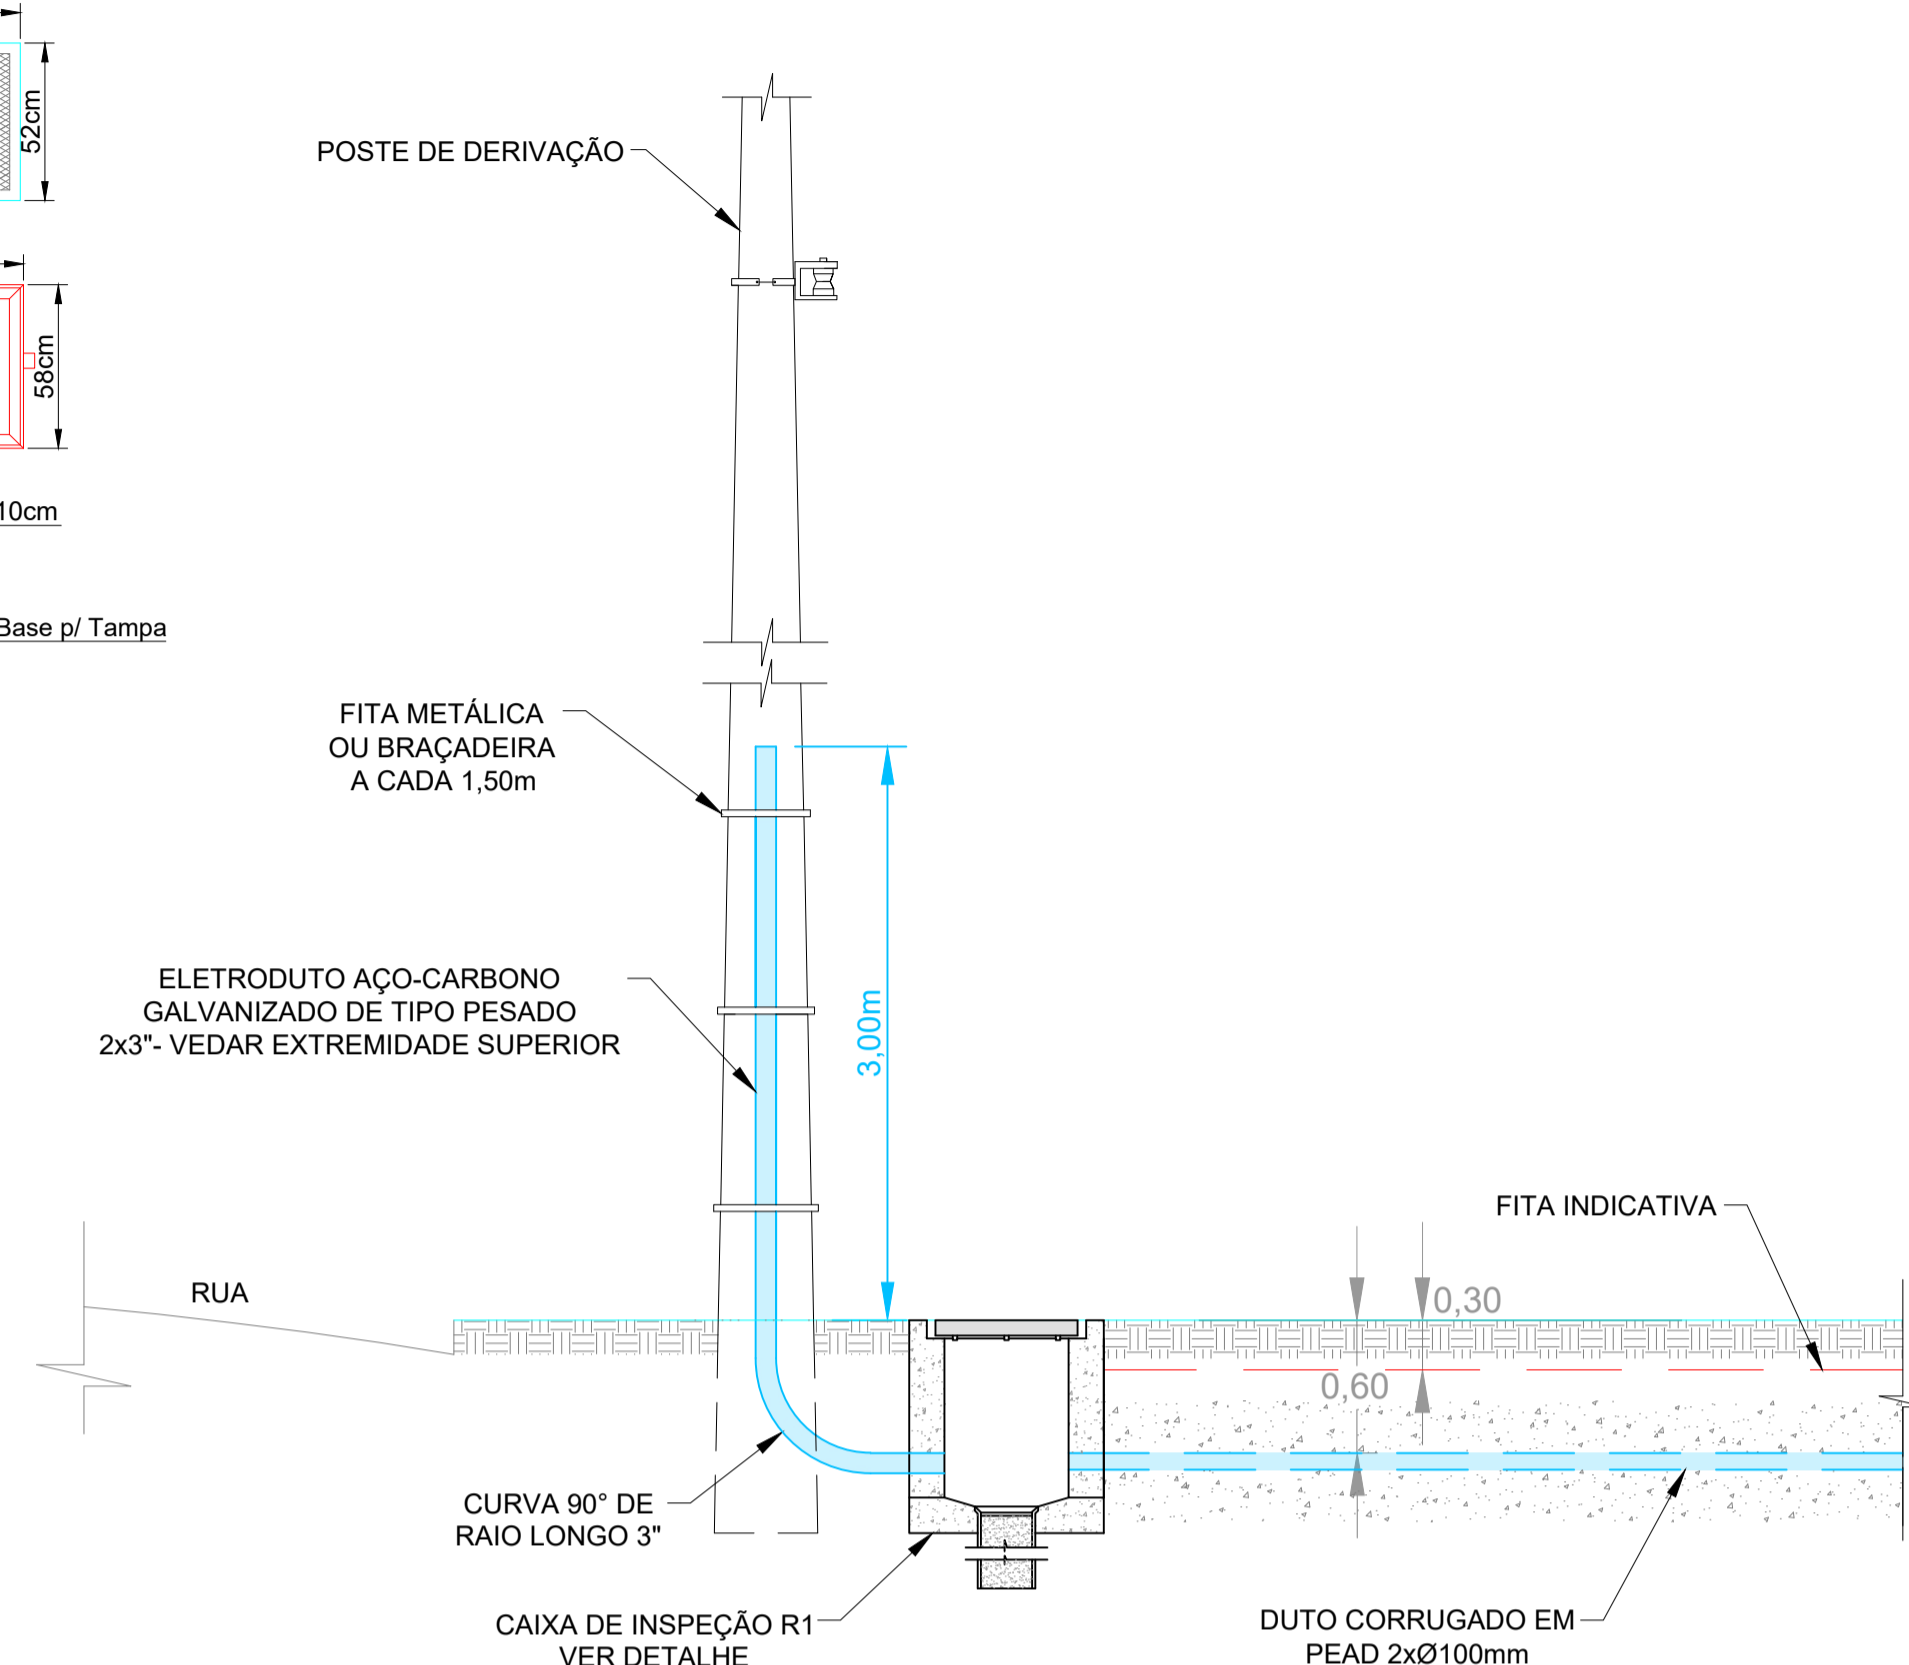 52cm
58cm
10cm
Base p/ Tampa
POSTE DE DERIVAÇÃO
FITA METÁLICA
OU BRAÇADEIRA
A CADA 1,50m
ELETRODUTO AÇO-CARBONO
GALVANIZADO DE TIPO PESADO
2x3"- VEDAR EXTREMIDADE SUPERIOR
3,00m
RUA
FITA INDICATIVA
0,30
0,60
CURVA 90° DE
RAIO LONGO 3"
CAIXA DE INSPEÇÃO R1
VER DETALHE
DUTO CORRUGADO EM
PEAD 2xØ100mm